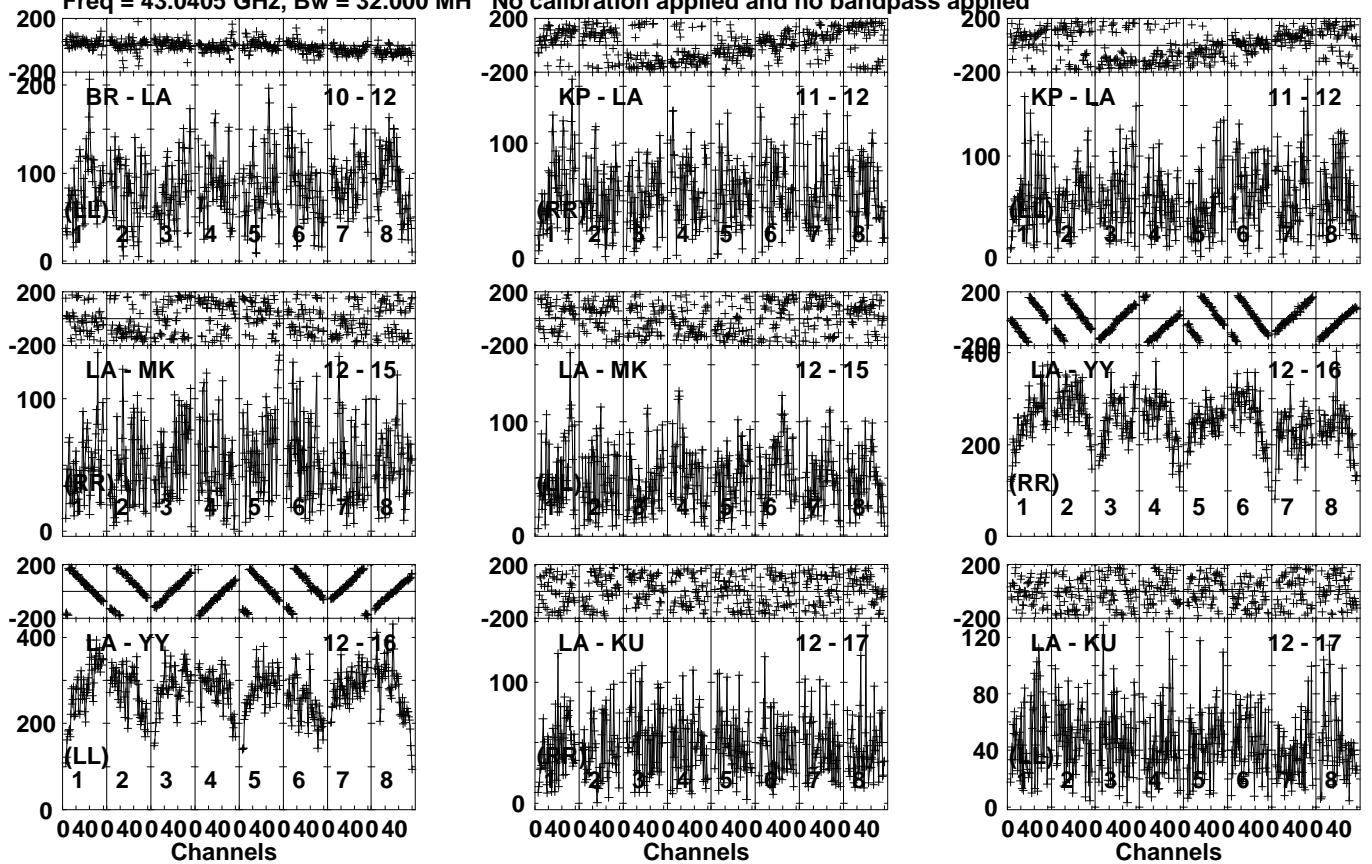 Freq = 43.0405 GHz, Bw = 32.000 MH No calibration applied and no bandpass applied
200 200 200
-200 -200 -200
200 BR - LA 10 - 12 KP - LA 11 - 12 KP - LA 11 - 12
100 100 100
(LL) (RR) (LL)
1 2 3 4 5 6 7 8 1 2 3 4 5 6 7 8 1 2 3 4 5 6 7 8
0 0 0
200 200 200
-200 -200 -200
400
LA - MK 12 - 15 LA - MK 12 - 15 LA - YY 12 - 16
100 100 200
(RR) (LL) (RR)
1 2 3 4 5 6 7 8 1 2 3 4 5 6 7 8 1 2 3 4 5 6 7 8
0 0 0
200 200 200
-200 -200 -200
400 LA - YY 12 - 16 LA - KU 12 - 17 120 LA - KU 12 - 17
100 80
200 40
(LL) (RR) (LL)
1 2 3 4 5 6 7 8 1 2 3 4 5 6 7 8 1 2 3 4 5 6 7 8
0 0 0
0 40 0 40 0 40 0 40 0 40 0 40 0 40 0 40 0 40 0 40 0 40 0 40 0 40 0 40 0 40 0 40 0 40 0 40 0 40 0 40 0 40 0 40 0 40 0 40
Channels Channels Channels